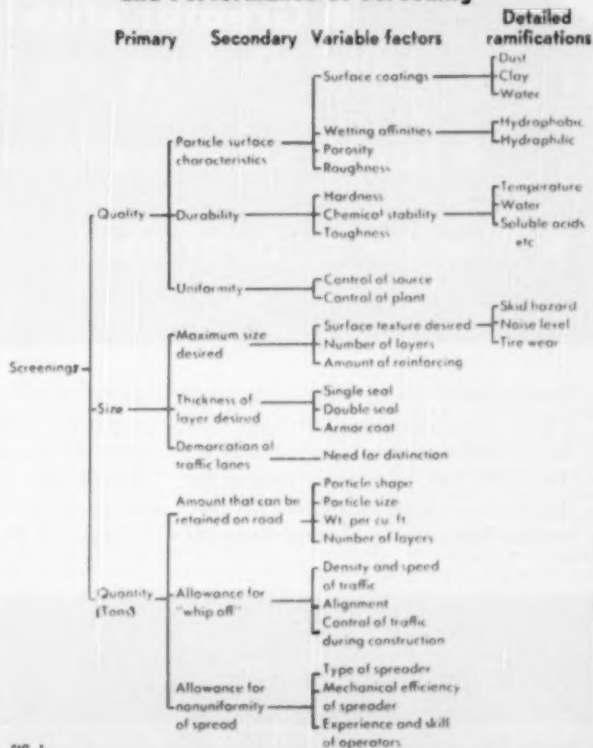 and Performance of Screening
Primary Secondary Variable factors Detailed ramifications
Surface coatings
Dust
Clay
Water
Particle surface characteristics
Wetting affinities
Hydrophobic
Hydrophilic
Porosity
Roughness
Quality
Durability
Hardness
Chemical stability
Toughness
Temperature
Water
Soluble acids
etc
Uniformity
Control of source
Control of plant
Screenings
Size
Maximum size
desired
Surface texture desired
Number of layers
Amount of reinforcing
Skid hazard
Noise level
Tire wear
Thickness of
layer desired
Single seal
Double seal
Armor coat
Demarcation of
traffic lanes
Need for distinction
Quantity
(Tons)
Amount that can be
retained on road
Particle shape
Particle size
Wt. per cu. ft.
Number of layers
Allowance for
"whip off"
Density and speed
of traffic
Alignment
Control of traffic
during construction
Allowance for
nonuniformity
of spread
Type of spreader
Mechanical efficiency
of spreader
Experience and skill
of operators